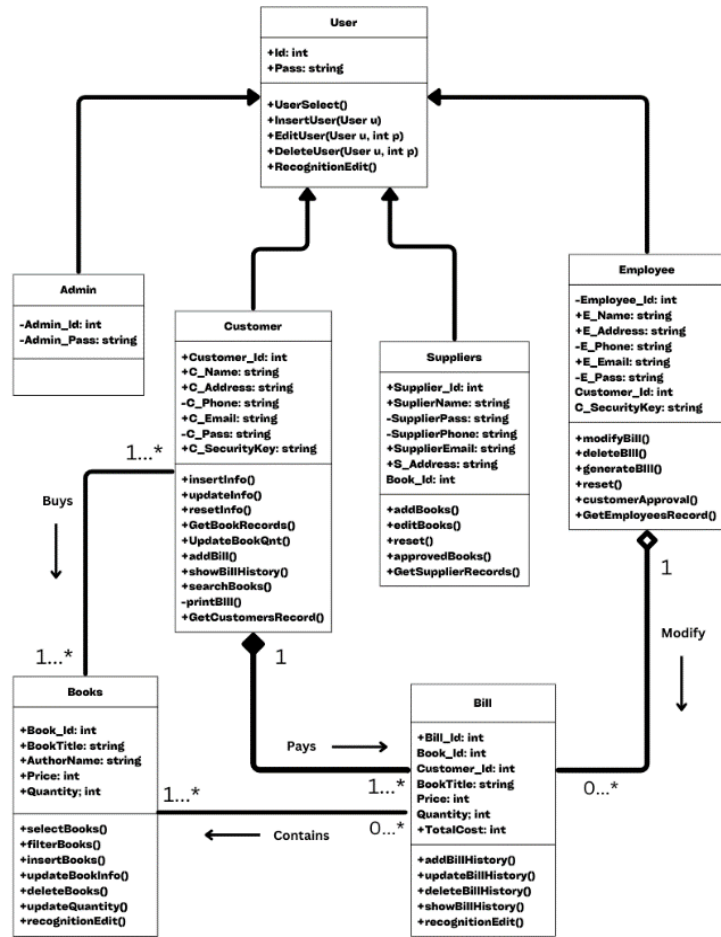 User
+Id: int
+Pass: string
+UserSelect()
+InsertUser(User u)
+EditUser(User u, int p)
+DeleteUser(User u, int p)
+RecognitionEdit()
Admin
-Admin_Id: int
-Admin_Pass: string
Customer
+Customer_Id: int
+C_Name: string
+C_Address: string
-C_Phone: string
+C_Email: string
-C_Pass: string
+C_SecurityKey: string
+insertInfo()
+updateInfo()
+resetInfo()
+GetBookRecords()
+UpdateBookQnt()
+addBill()
+showBillHistory()
+searchBooks()
-printBill()
+GetCustomersRecord()
Suppliers
+Supplier_Id: int
+SuplierName: string
-SupplierPass: string
-SupplierPhone: string
+SupplierEmail: string
+S_Address: string
Book_Id: int
+addBooks()
+editBooks()
+reset()
+approvedBooks()
+GetSupplierRecords()
Employee
-Employee_Id: int
+E_Name: string
+E_Address: string
-E_Phone: string
+E_Email: string
-E_Pass: string
Customer_Id: int
C_SecurityKey: string
+modifyBill()
+deleteBill()
+generateBill()
+reset()
+customerApproval()
+GetEmployeesRecord()
1...*
Buys
1...*
1
Pays
1...*
1
Modify
0...*
1...*
Contains
0...*
Books
+Book_Id: int
+BookTitle: string
+AuthorName: string
+Price: int
+Quantity; int
+selectBooks()
+filterBooks()
+insertBooks()
+updateBookInfo()
+deleteBooks()
+updateQuantity()
+recognitionEdit()
Bill
+Bill_Id: int
Book_Id: int
Customer_Id: int
BookTitle: string
Price: int
Quantity; int
+TotalCost: int
+addBillHistory()
+updateBillHistory()
+deleteBillHistory()
+showBillHistory()
+recognitionEdit()